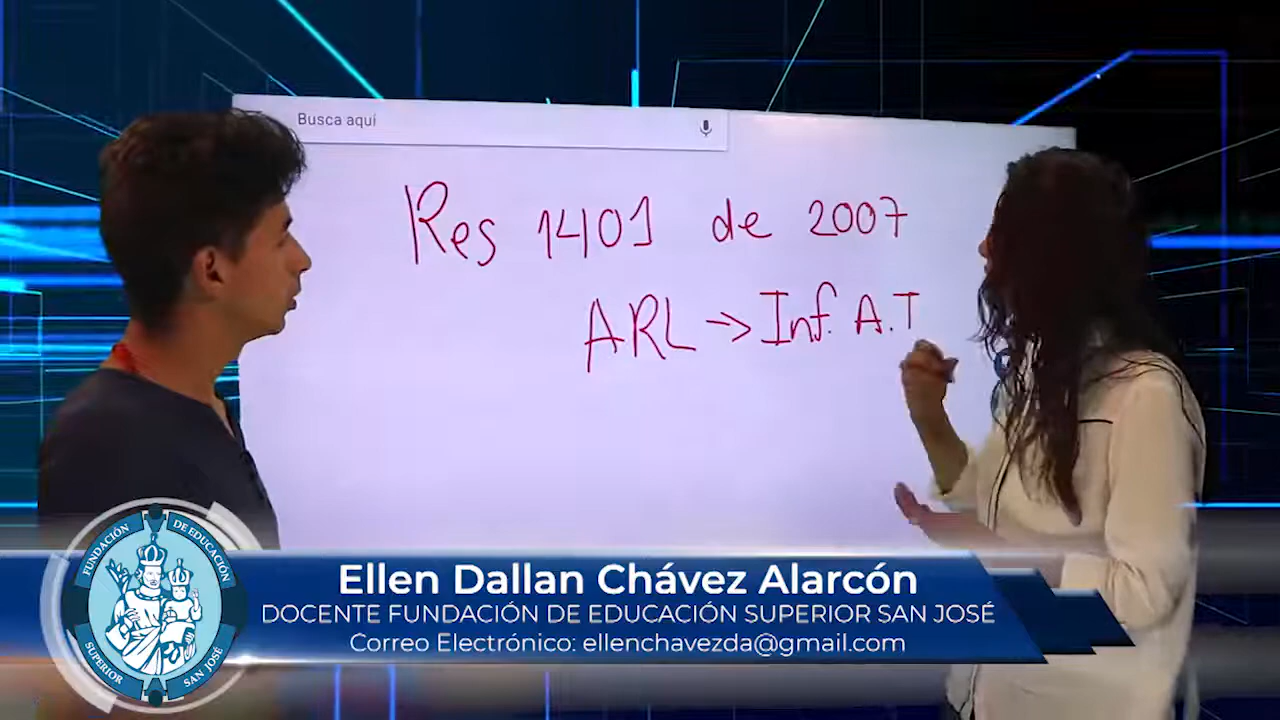 Busca aquí
Res 1401 de 2007
ARL → Inf. A.T
Ellen Dallan Chávez Alarcón
DOCENTE FUNDACIÓN DE EDUCACIÓN SUPERIOR SAN JOSÉ
Correo Electrónico: ellenchavezda@gmail.com
FUNDACIÓN DE EDUCACIÓN
SUPERIOR SAN JOSÉ